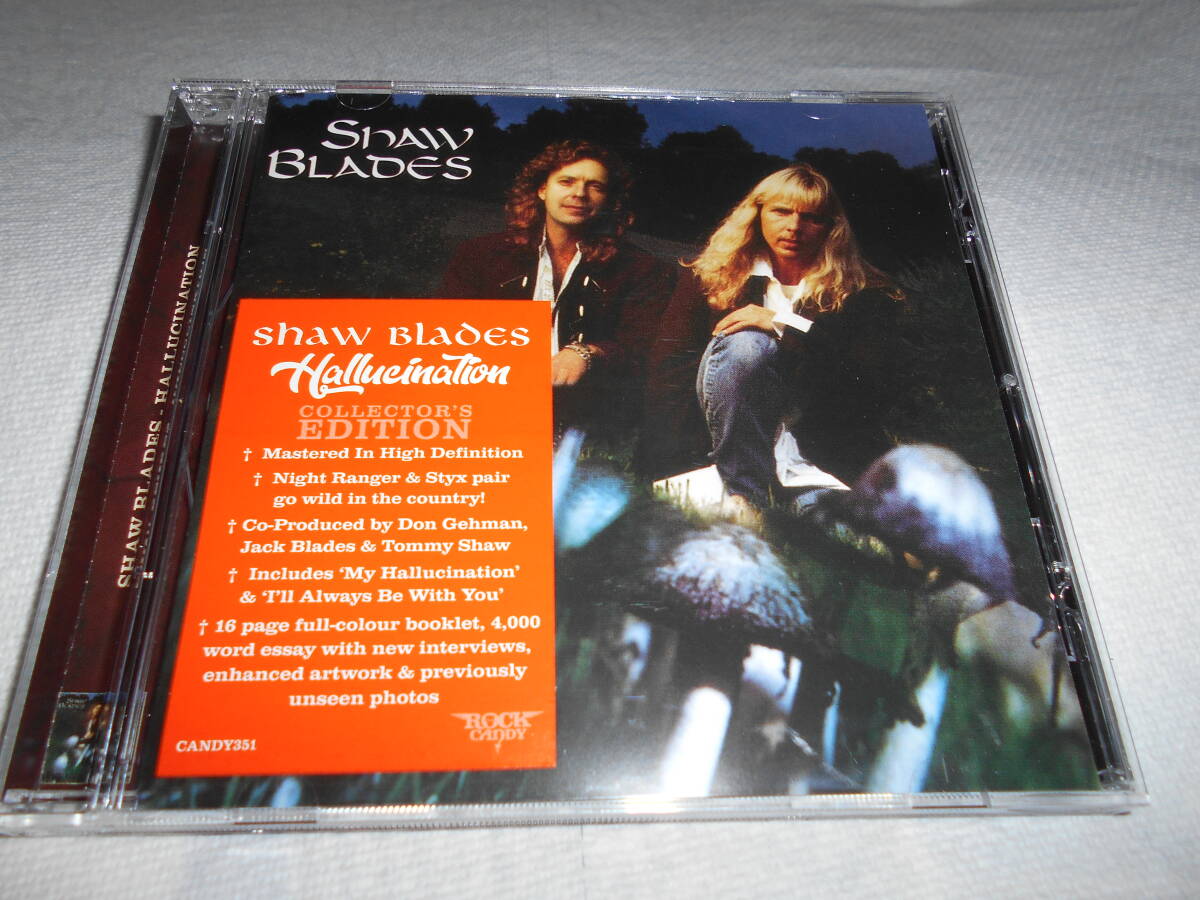 SHAW
BLADES
SHAW BLADES - HALLUCINATION
SHAW BLADES
Hallucination
COLLECTOR'S
EDITION
† Mastered In High Definition
† Night Ranger & Styx pair
go wild in the country!
† Co-Produced by Don Gehman,
Jack Blades & Tommy Shaw
† Includes 'My Hallucination'
& 'I'll Always Be With You'
† 16 page full-colour booklet, 4,000
word essay with new interviews,
enhanced artwork & previously
unseen photos
ROCK
CANDY
CANDY351
SHAW
BLADES